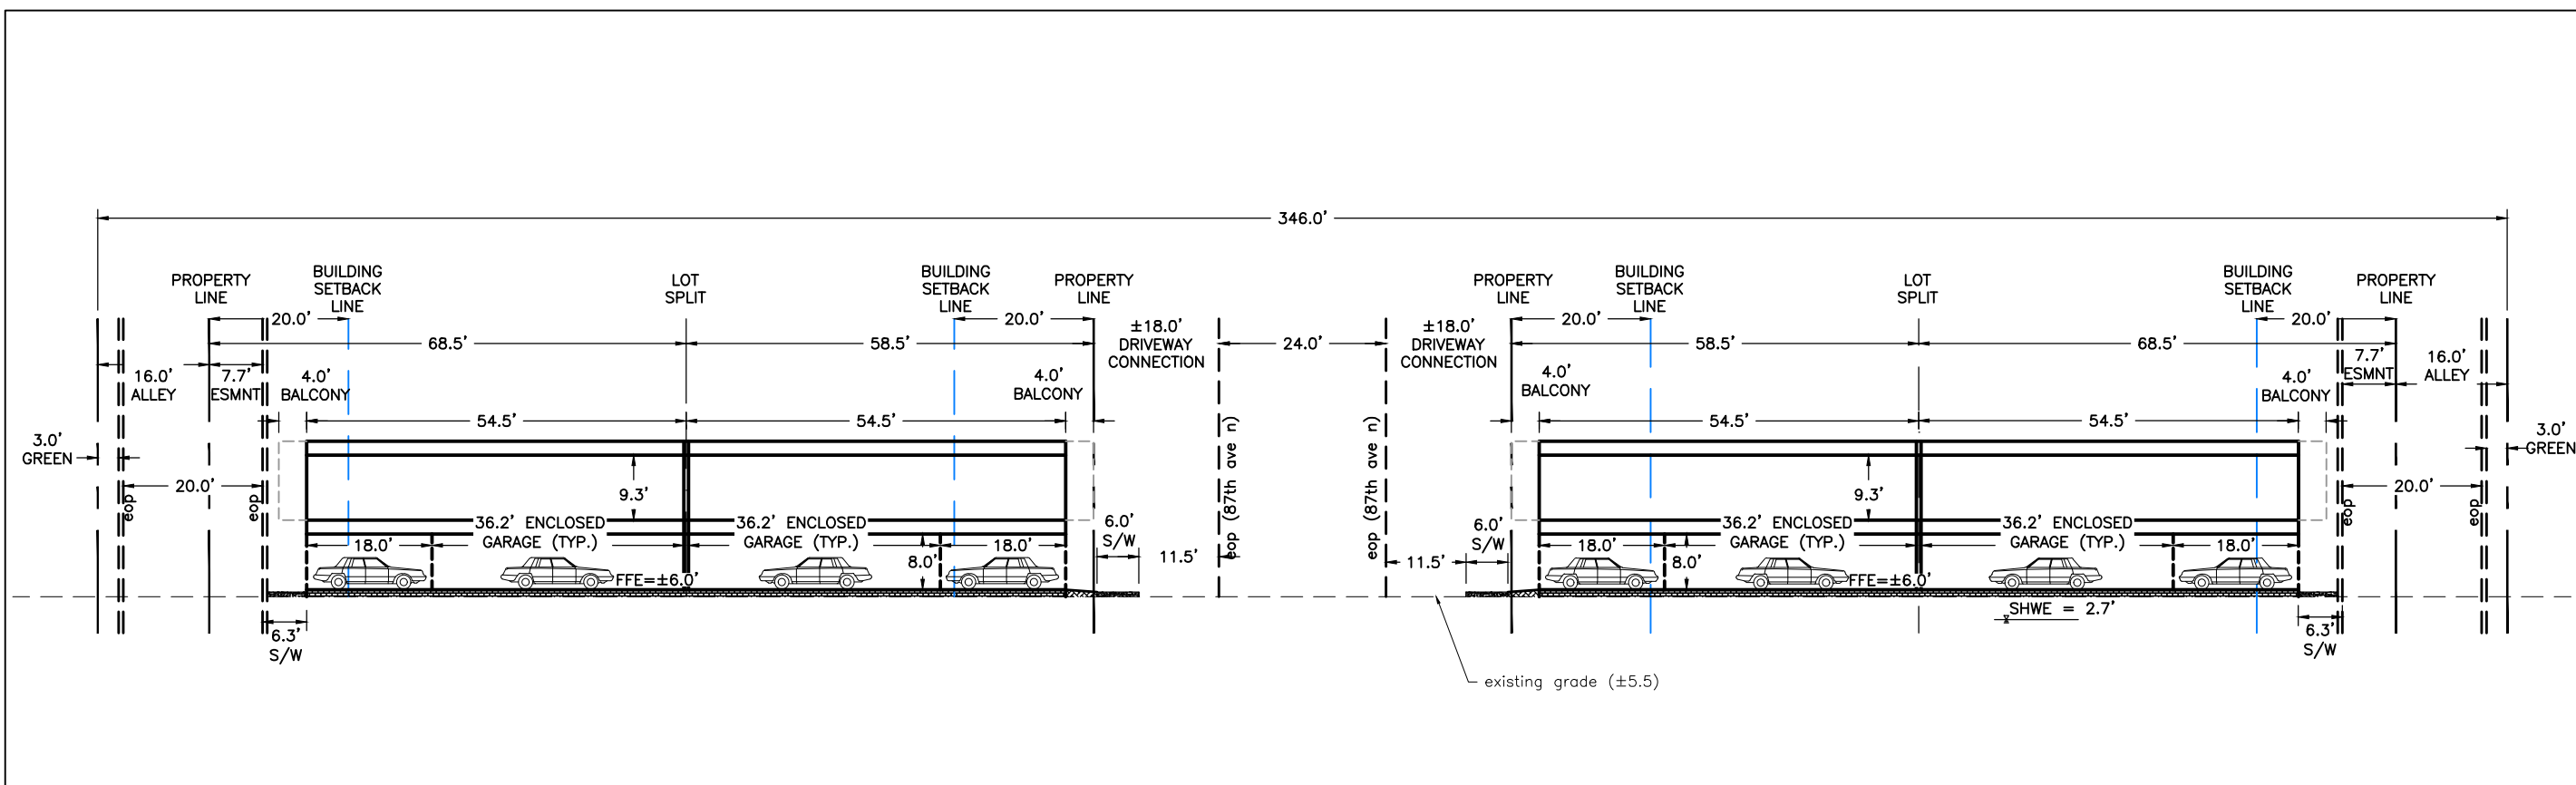 346.0'
PROPERTY
LINE
BUILDING
SETBACK
LINE
LOT
SPLIT
BUILDING
SETBACK
LINE
PROPERTY
LINE
PROPERTY
LINE
BUILDING
SETBACK
LINE
LOT
SPLIT
BUILDING
SETBACK
LINE
PROPERTY
LINE
20.0'
20.0'
20.0'
20.0'
68.5'
58.5'
±18.0'
DRIVEWAY
CONNECTION
24.0'
±18.0'
DRIVEWAY
CONNECTION
58.5'
68.5'
16.0'
ALLEY
7.7'
ESMNT
4.0'
BALCONY
4.0'
BALCONY
4.0'
BALCONY
4.0'
BALCONY
7.7'
ESMNT
16.0'
ALLEY
54.5'
54.5'
54.5'
54.5'
3.0'
GREEN
3.0'
GREEN
20.0'
20.0'
eop
eop
eop (87th ave n)
eop (87th ave n)
eop
eop
9.3'
9.3'
36.2' ENCLOSED
GARAGE (TYP.)
36.2' ENCLOSED
GARAGE (TYP.)
36.2' ENCLOSED
GARAGE (TYP.)
36.2' ENCLOSED
GARAGE (TYP.)
18.0'
18.0'
18.0'
18.0'
8.0'
8.0'
6.0'
S/W
11.5'
11.5'
6.0'
S/W
FFE=±6.0'
FFE=±6.0'
SHWE = 2.7'
6.3'
S/W
6.3'
S/W
existing grade (±5.5)